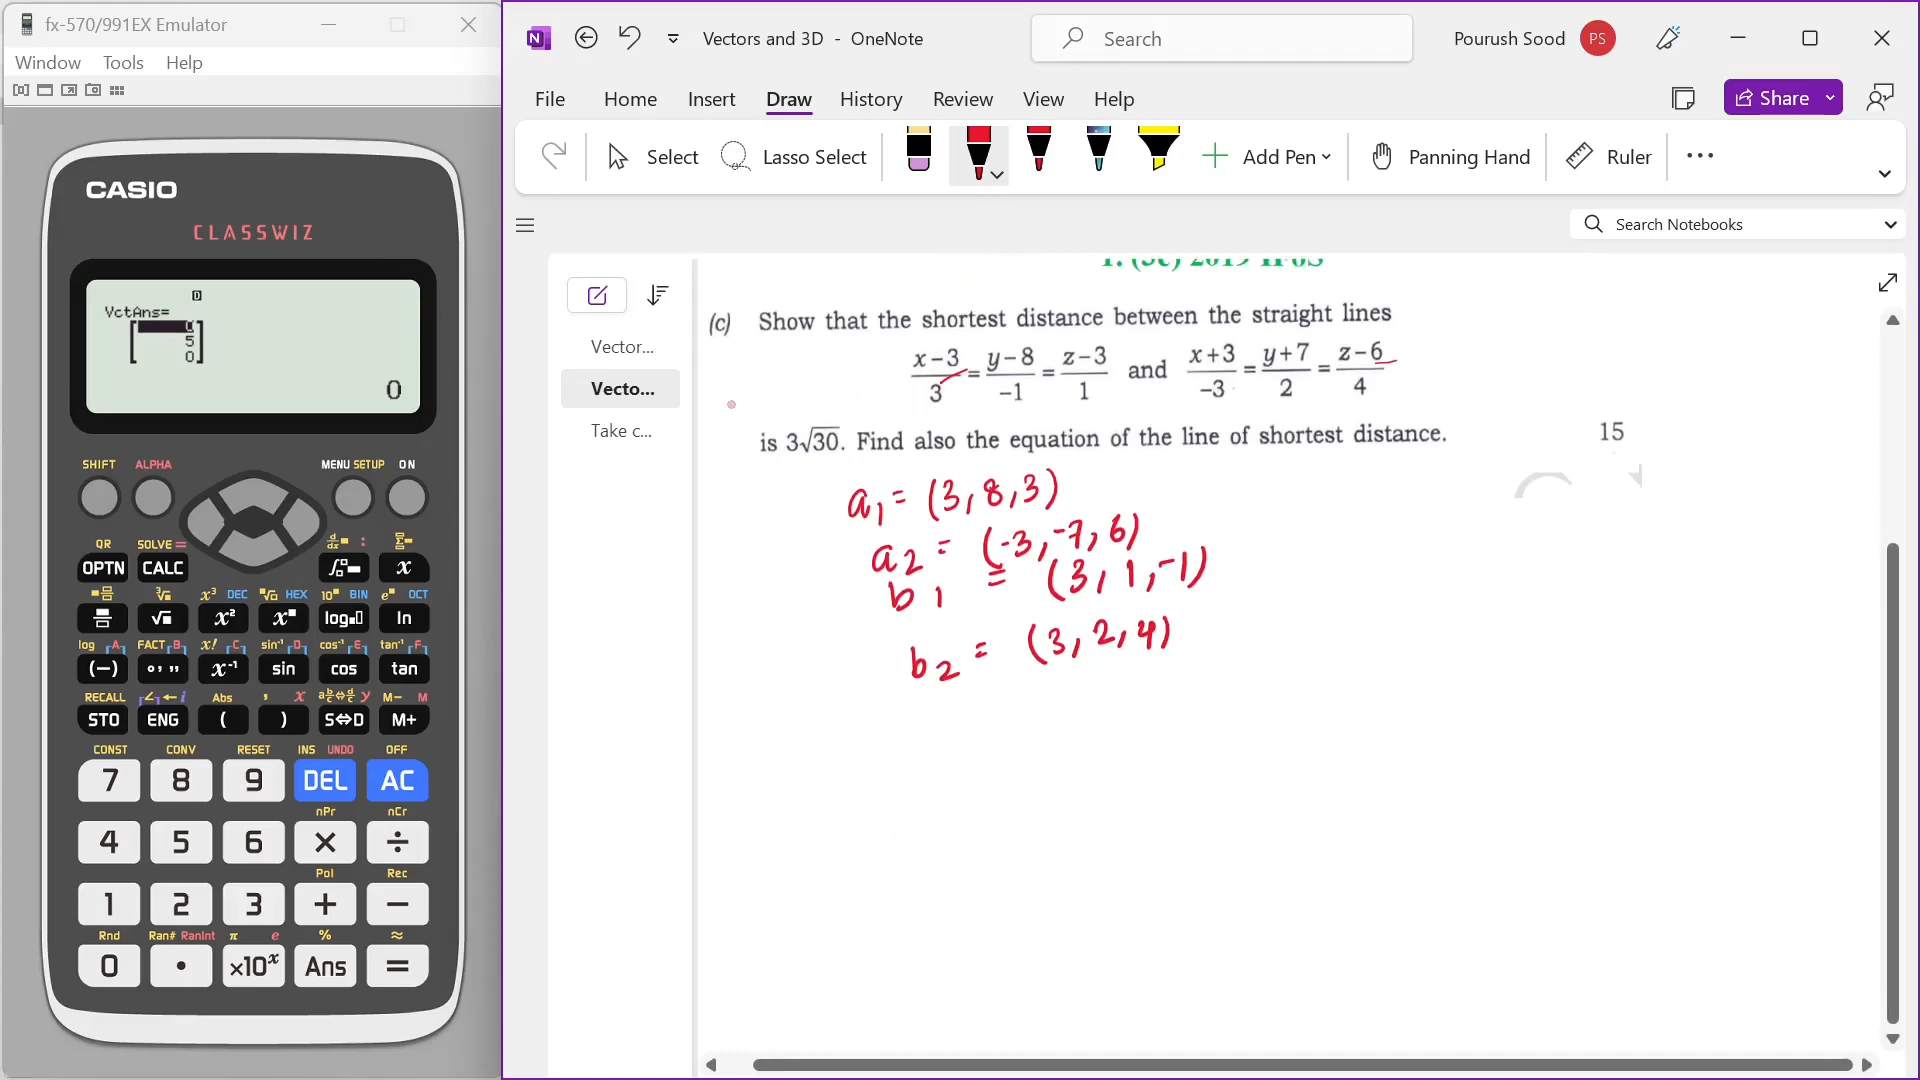 fx-570/991EX Emulator
Window Tools Help
CASIO
CLASSWIZ
D
VctAns=
5
0
0
SHIFT ALPHA MENU SETUP ON
QR SOLVE =
OPTN CALC
x³ DEC HEX BIN OCT
x² log ln
log A FACT B x! C sin⁻¹ D cos⁻¹ E tan⁻¹ F
(−) x⁻¹ sin cos tan
RECALL ∠ ← i Abs , x y M− M
STO ENG ( ) S⇔D M+
CONST CONV RESET INS UNDO OFF
7 8 9 DEL AC
nPr nCr
4 5 6 × ÷
Pol Rec
1 2 3 + −
Rnd Ran# RanInt π e % ≈
0 • ×10ˣ Ans =
Vectors and 3D - OneNote
Search
Pourush Sood PS
File Home Insert Draw History Review View Help
Share
Select Lasso Select Add Pen Panning Hand Ruler
Search Notebooks
Vector...
Vecto...
Take c...
(c) Show that the shortest distance between the straight lines
(x−3)/3 = (y−8)/−1 = (z−3)/1 and (x+3)/−3 = (y+7)/2 = (z−6)/4
is 3√30. Find also the equation of the line of shortest distance. 15
a₁ = (3, 8, 3)
a₂ = (-3, -7, 6)
b₁ = (3, 1, -1)
b₂ = (3, 2, 4)